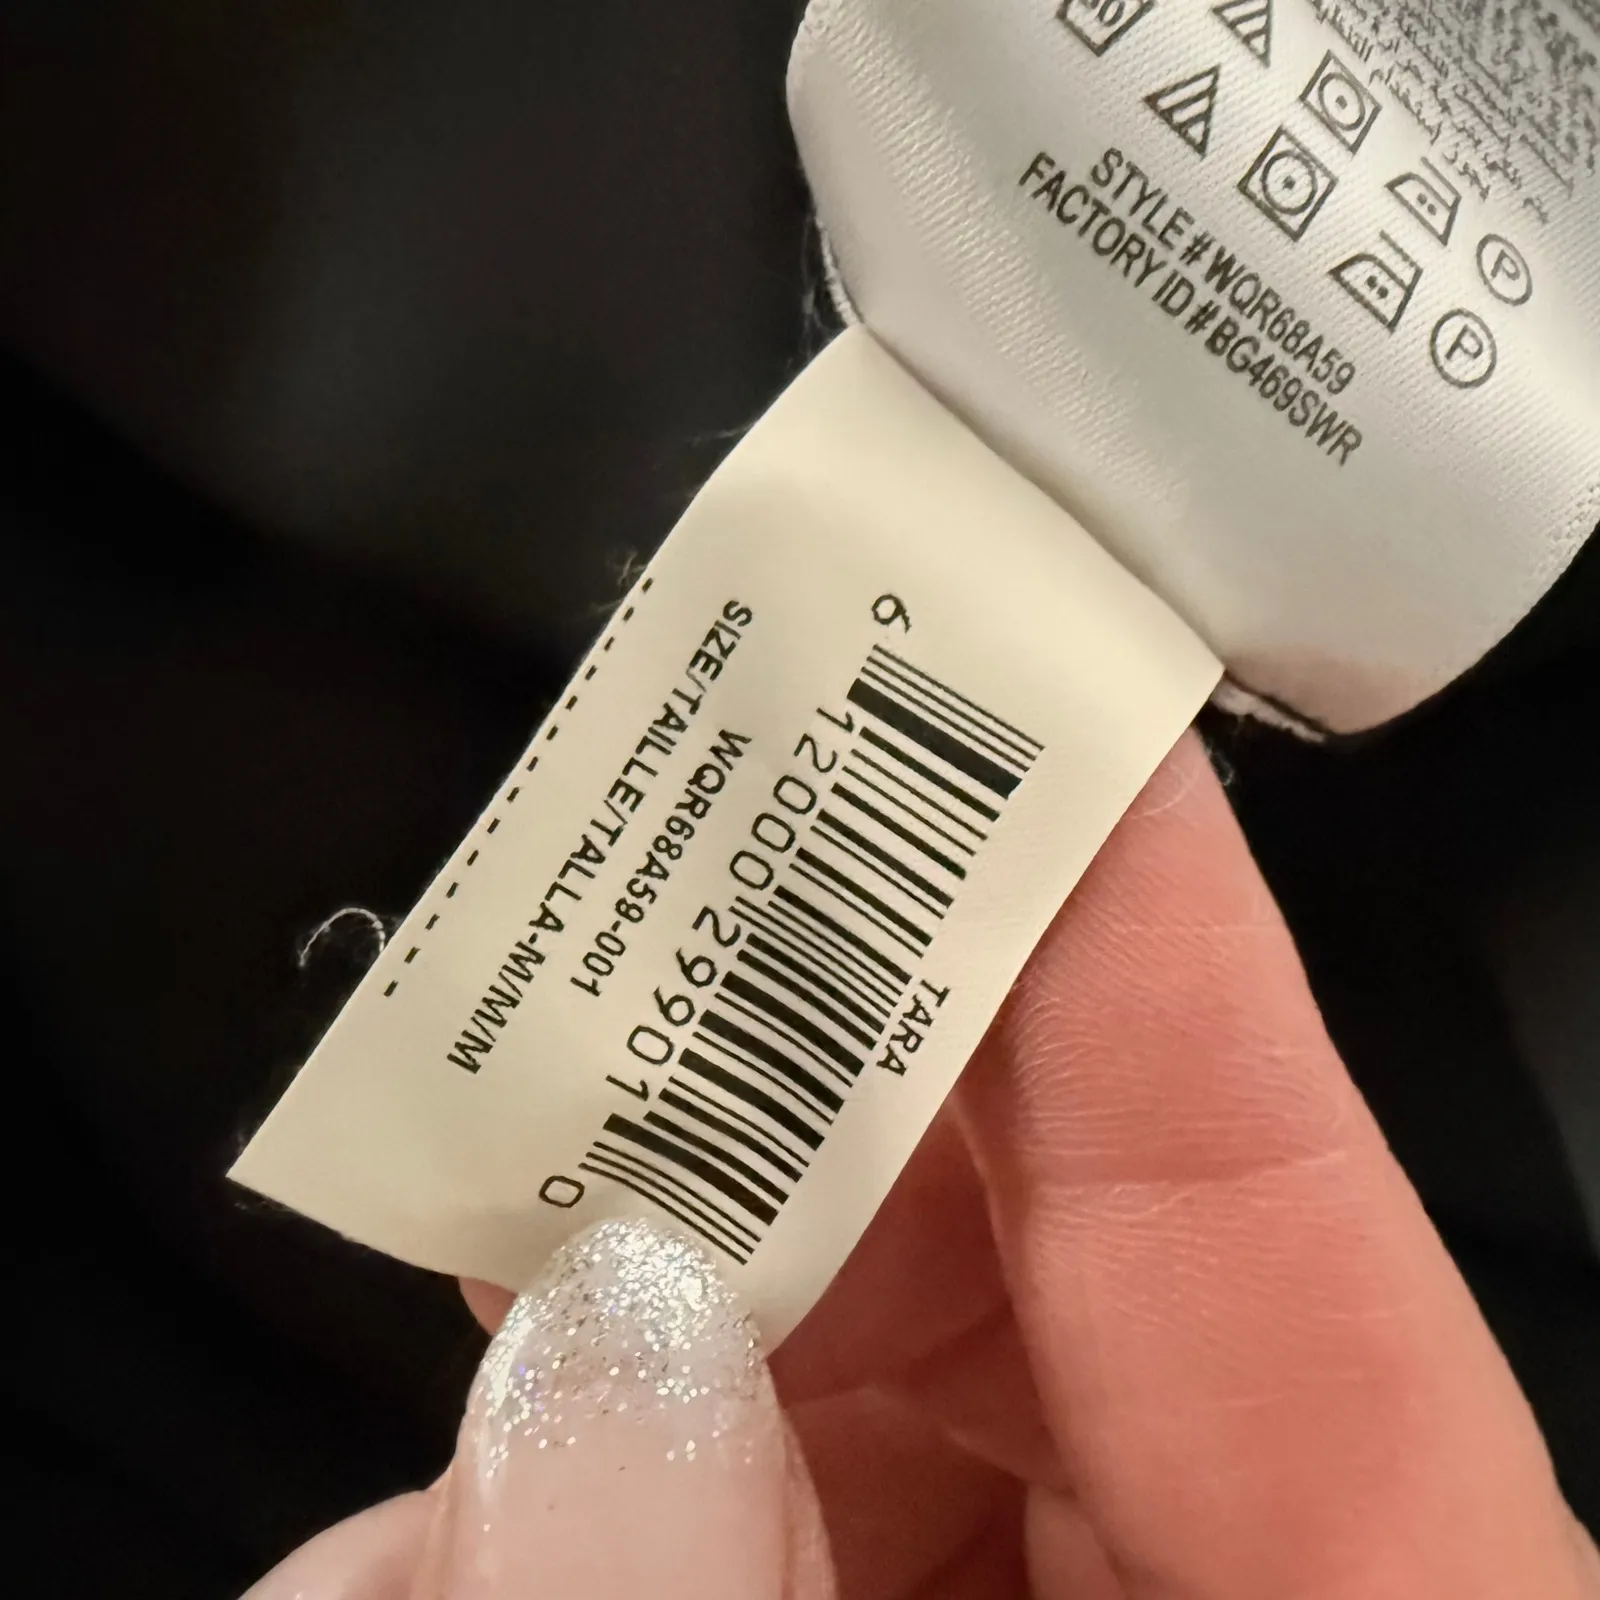 STYLE # WQR68A59
FACTORY ID # BG469SWR
P
P
TARA
6 12000 29901 0
WQR68A59-001
SIZE/TAILLE/TALLA-M/M/M